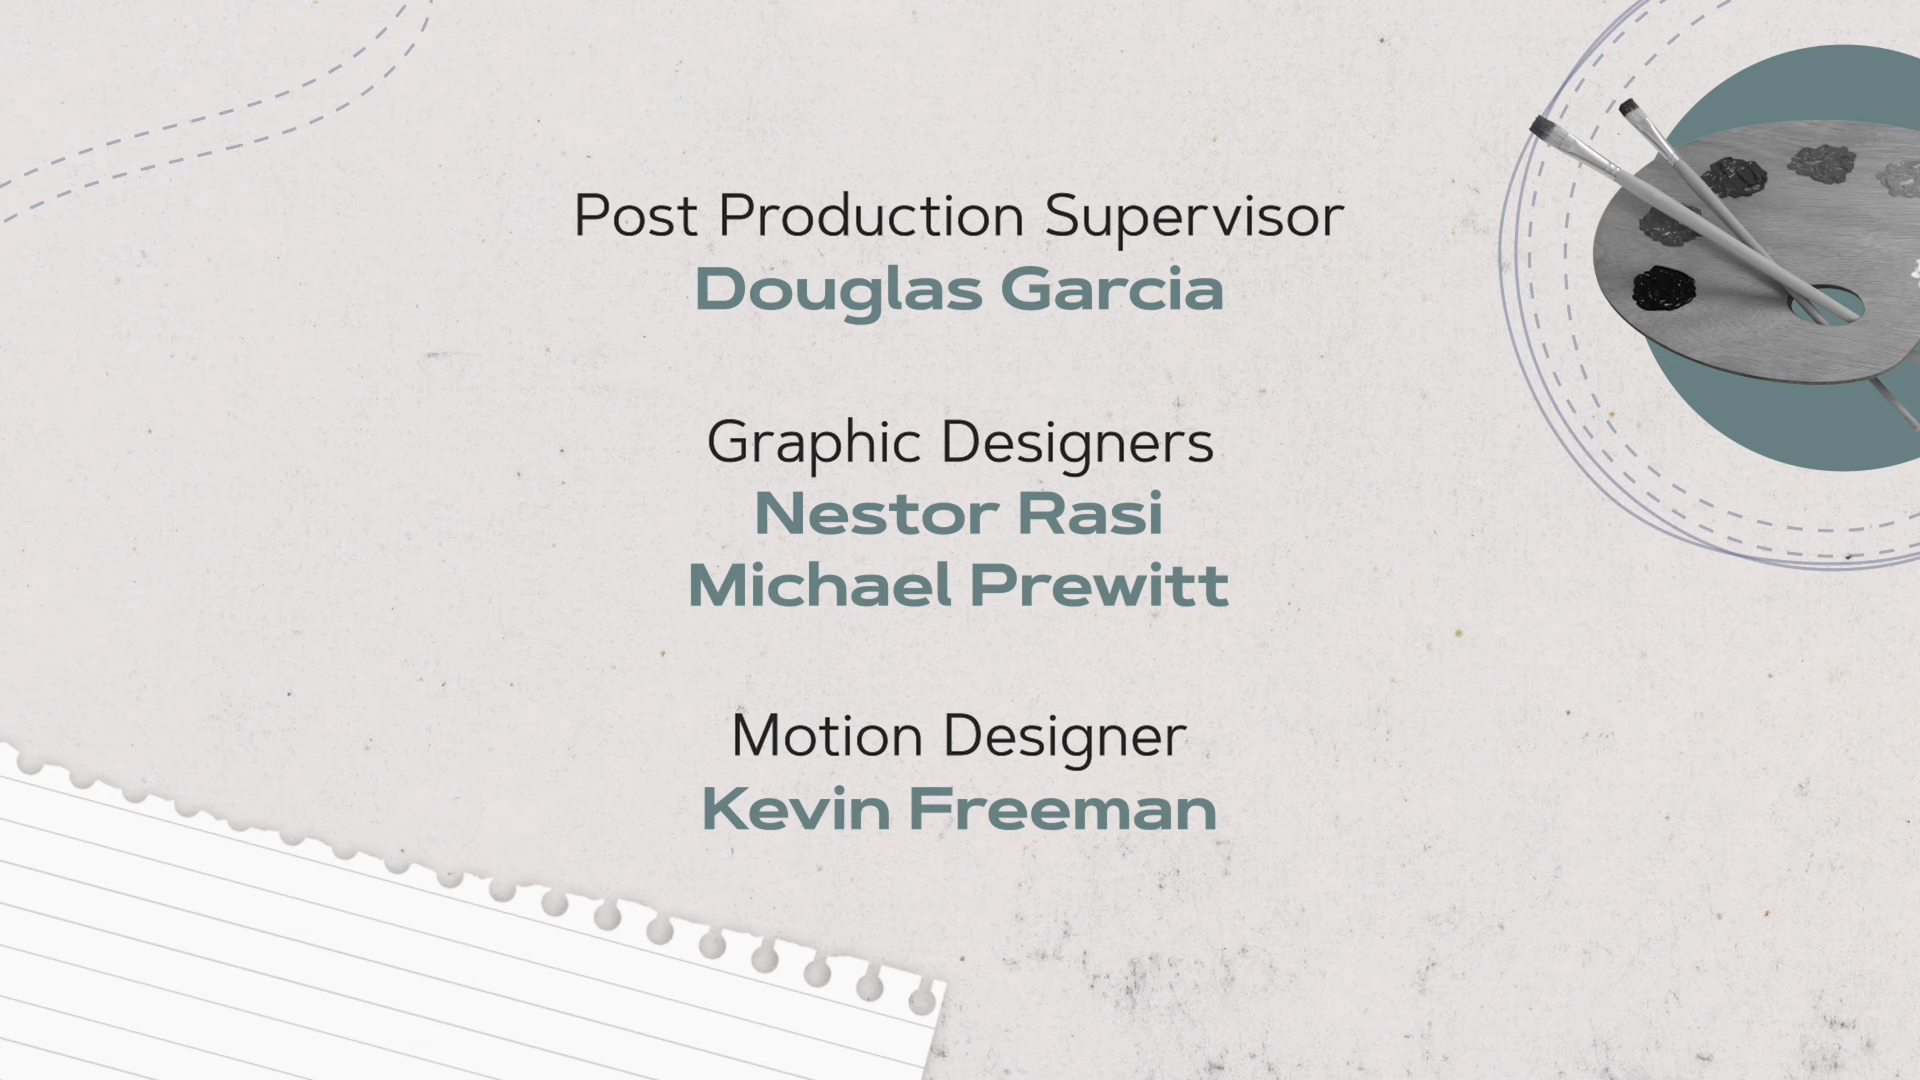 Post Production Supervisor
Douglas Garcia
Graphic Designers
Nestor Rasi
Michael Prewitt
Motion Designer
Kevin Freeman